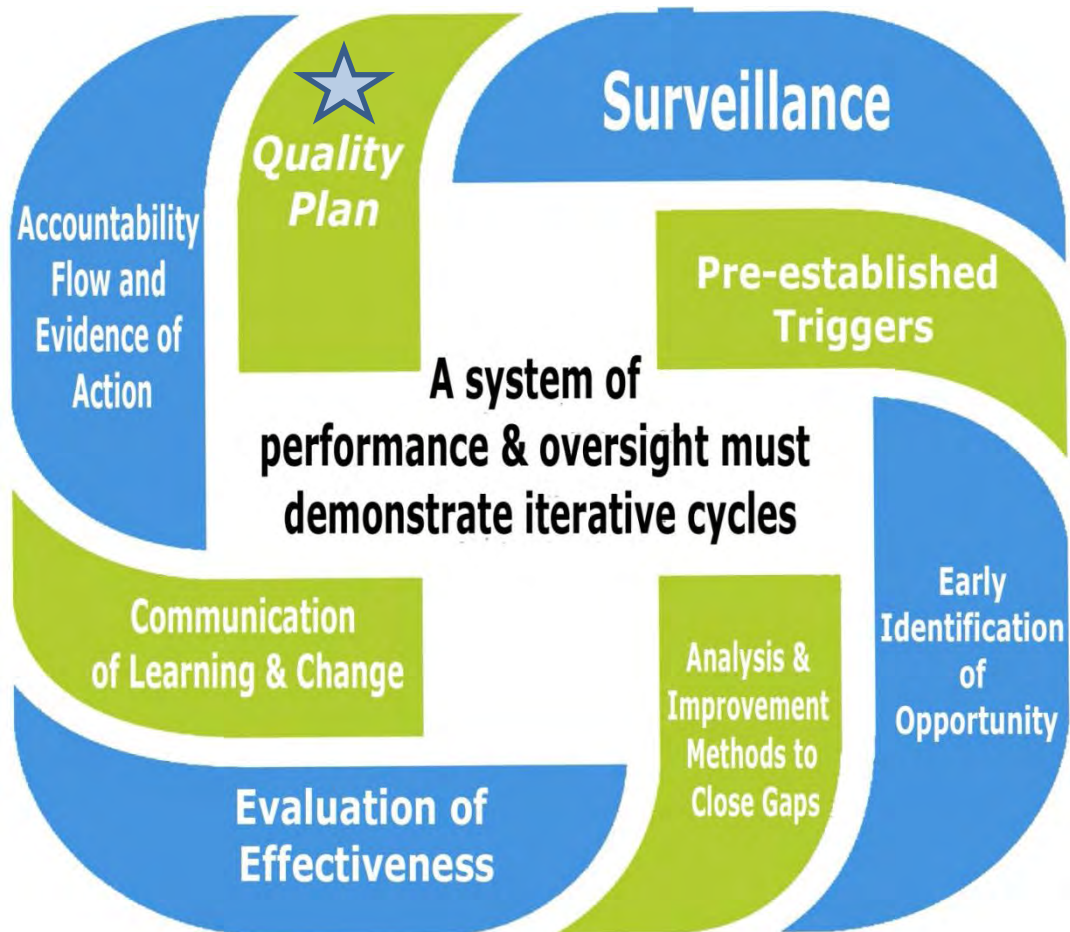 Quality
Plan
Surveillance
Pre-established
Triggers
Early
Identification
of
Opportunity
Analysis &
Improvement
Methods to
Close Gaps
Evaluation of
Effectiveness
Communication
of Learning & Change
Accountability
Flow and
Evidence of
Action
A system of
performance & oversight must
demonstrate iterative cycles